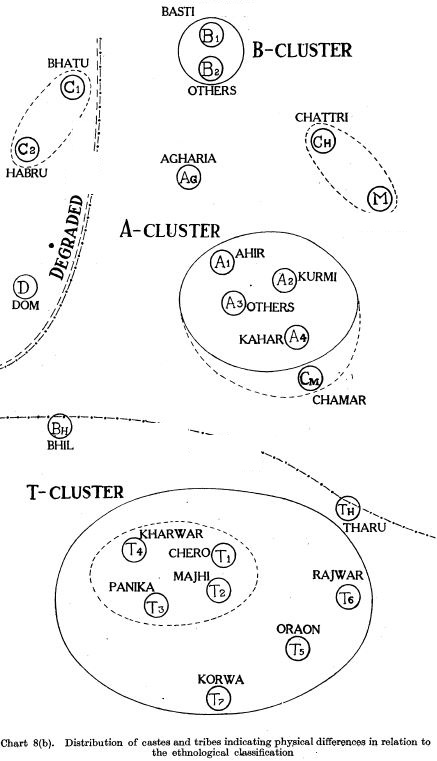 BASTI
B1
B-CLUSTER
B2
OTHERS
BHATU
C1
C2
HABRU
CHATTRI
CH
M
AGHARIA
AG
DEGRADED
D
DOM
A-CLUSTER
A1 AHIR
A2 KURMI
A3 OTHERS
KAHAR A4
CM
CHAMAR
BH
BHIL
TH
THARU
T-CLUSTER
KHARWAR
T4
CHERO T1
MAJHI
T2
PANIKA
T3
RAJWAR
T6
ORAON
T5
KORWA
T7
Chart 8(b). Distribution of castes and tribes indicating physical differences in relation to
the ethnological classification